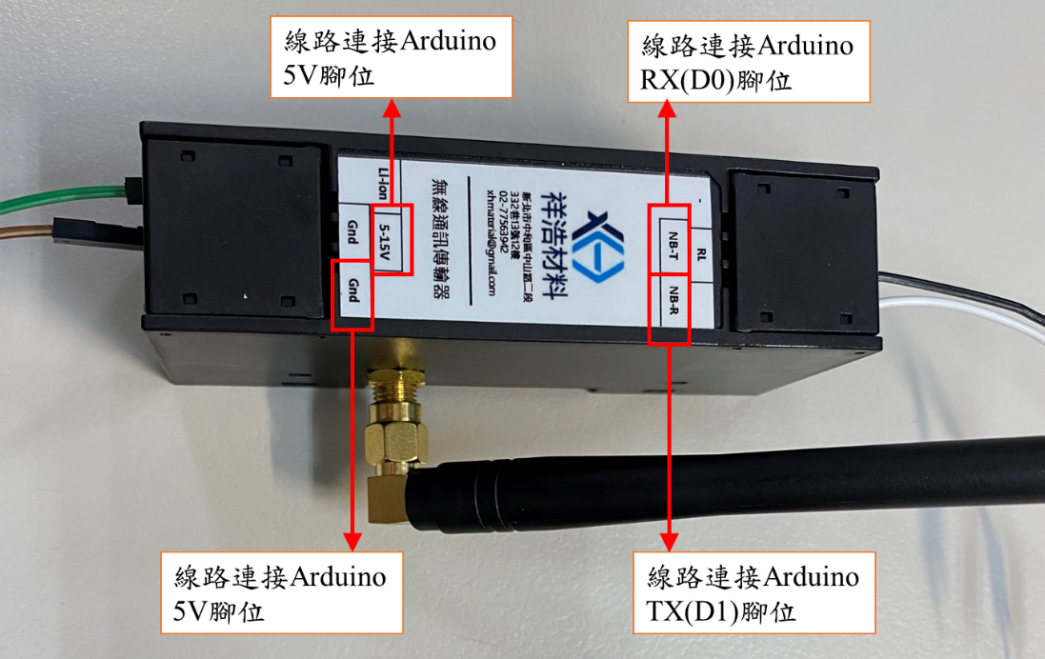 線路連接Arduino
5V腳位
線路連接Arduino
RX(D0)腳位
Li-Ion
Gnd
5-15V
Gnd
無線通訊傳輸器
祥浩材料
新北市中和區中山路二段
332巷13號12樓
02-77563942
xhmaterial@gmail.com
-
RL
NB-T
NB-R
線路連接Arduino
5V腳位
線路連接Arduino
TX(D1)腳位